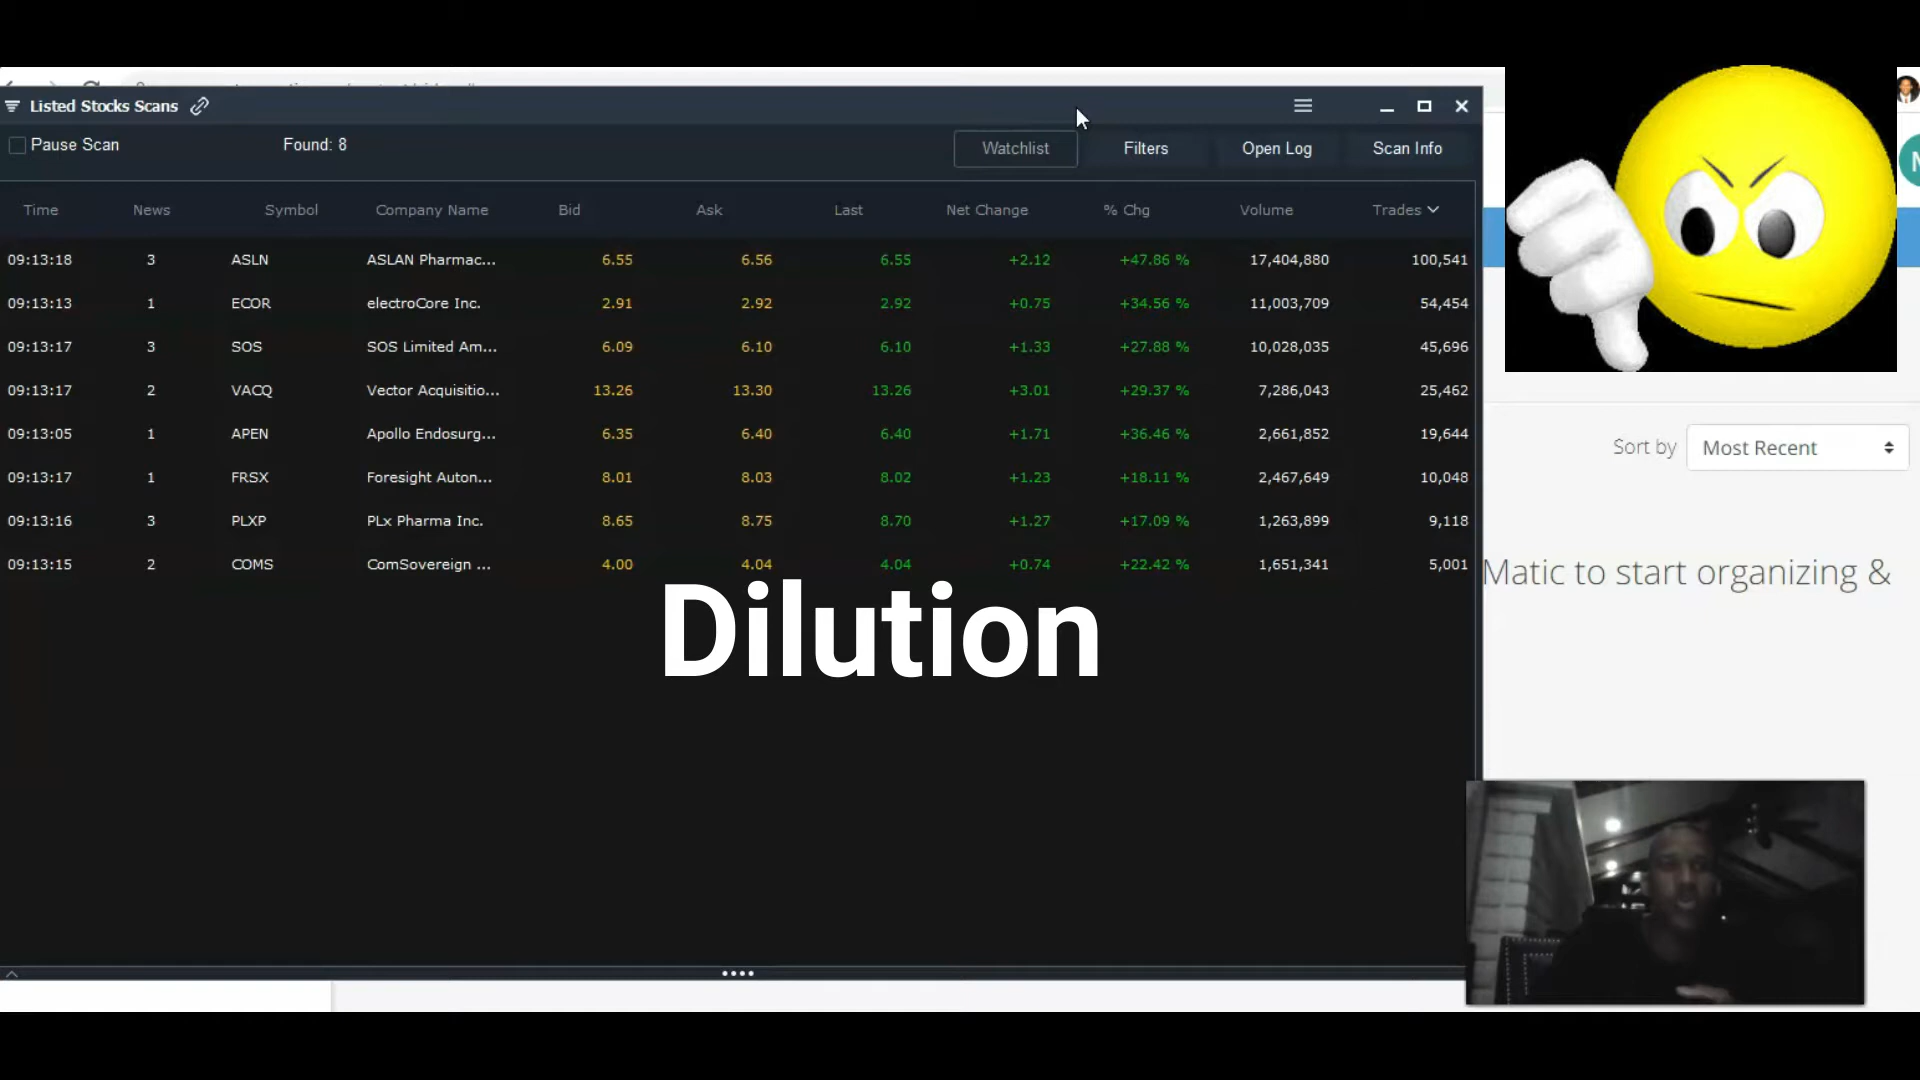 Listed Stocks Scans
Pause Scan Found: 8 Watchlist Filters Open Log Scan Info
Time News Symbol Company Name Bid Ask Last Net Change % Chg Volume Trades
09:13:18 3 ASLN ASLAN Pharmac... 6.55 6.56 6.55 +2.12 +47.86 % 17,404,880 100,541
09:13:13 1 ECOR electroCore Inc. 2.91 2.92 2.92 +0.75 +34.56 % 11,003,709 54,454
09:13:17 3 SOS SOS Limited Am... 6.09 6.10 6.10 +1.33 +27.88 % 10,028,035 45,696
09:13:17 2 VACQ Vector Acquisitio... 13.26 13.30 13.26 +3.01 +29.37 % 7,286,043 25,462
09:13:05 1 APEN Apollo Endosurg... 6.35 6.40 6.40 +1.71 +36.46 % 2,661,852 19,644
09:13:17 1 FRSX Foresight Auton... 8.01 8.03 8.02 +1.23 +18.11 % 2,467,649 10,048
09:13:16 3 PLXP PLx Pharma Inc. 8.65 8.75 8.70 +1.27 +17.09 % 1,263,899 9,118
09:13:15 2 COMS ComSovereign ... 4.00 4.04 4.04 +0.74 +22.42 % 1,651,341 5,001
Dilution
Sort by Most Recent
Matic to start organizing &